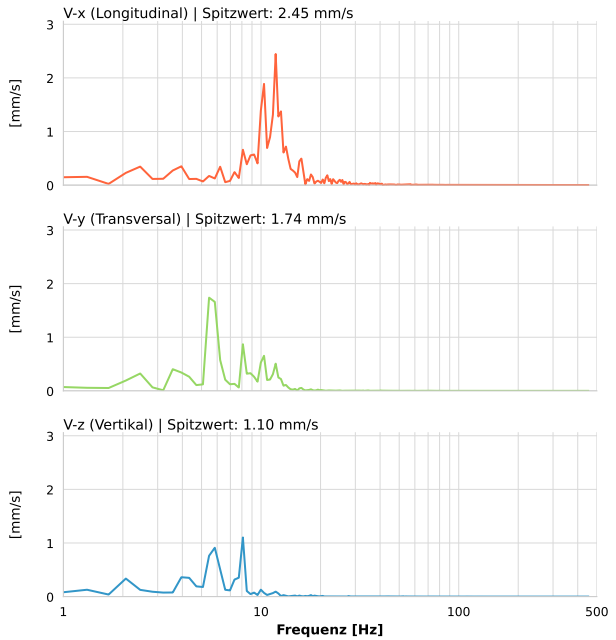 V-x (Longitudinal) | Spitzwert: 2.45 mm/s
3
2
1
0
[mm/s]
V-y (Transversal) | Spitzwert: 1.74 mm/s
3
2
1
0
[mm/s]
V-z (Vertikal) | Spitzwert: 1.10 mm/s
3
2
1
0
[mm/s]
1 10 100 500
Frequenz [Hz]